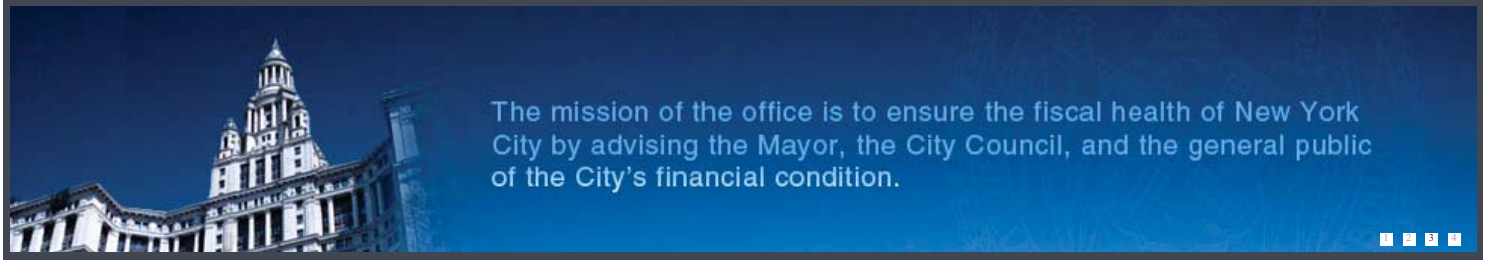 The mission of the office is to ensure the fiscal health of New York
City by advising the Mayor, the City Council, and the general public
of the City's financial condition.
1 2 3 4